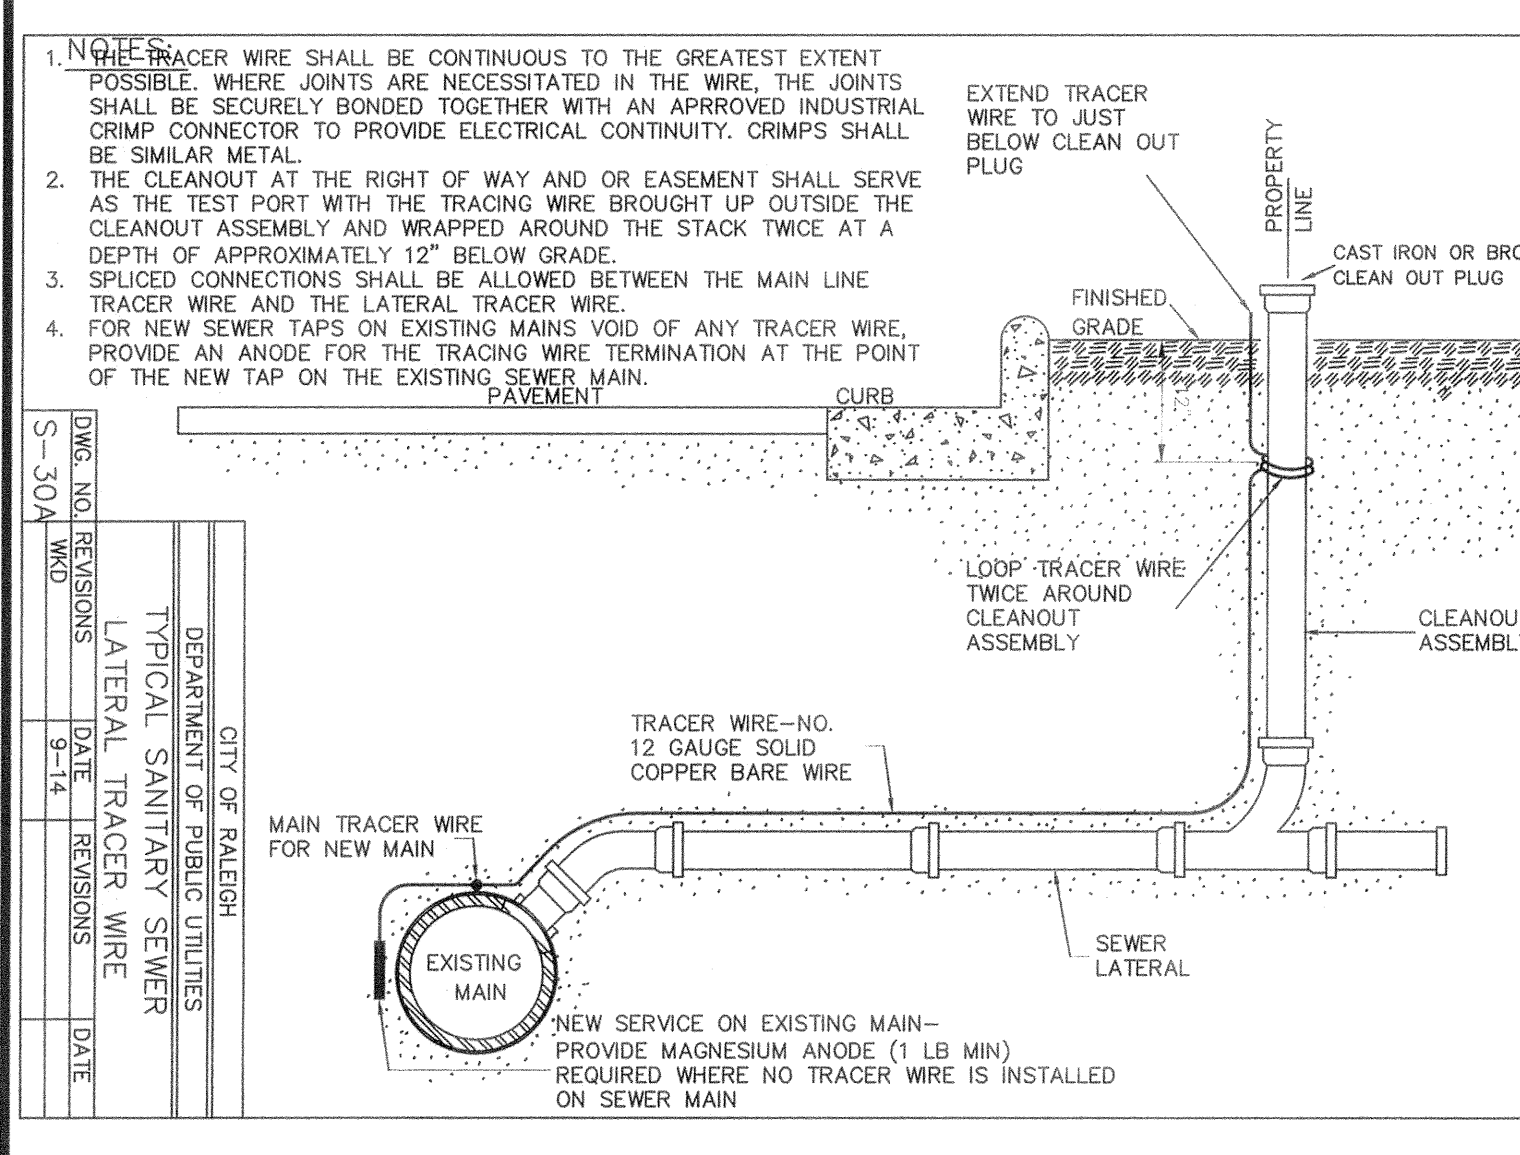 NOTES:
1. THE TRACER WIRE SHALL BE CONTINUOUS TO THE GREATEST EXTENT
POSSIBLE. WHERE JOINTS ARE NECESSITATED IN THE WIRE, THE JOINTS
SHALL BE SECURELY BONDED TOGETHER WITH AN APRROVED INDUSTRIAL
CRIMP CONNECTOR TO PROVIDE ELECTRICAL CONTINUITY. CRIMPS SHALL
BE SIMILAR METAL.
2. THE CLEANOUT AT THE RIGHT OF WAY AND OR EASEMENT SHALL SERVE
AS THE TEST PORT WITH THE TRACING WIRE BROUGHT UP OUTSIDE THE
CLEANOUT ASSEMBLY AND WRAPPED AROUND THE STACK TWICE AT A
DEPTH OF APPROXIMATELY 12" BELOW GRADE.
3. SPLICED CONNECTIONS SHALL BE ALLOWED BETWEEN THE MAIN LINE
TRACER WIRE AND THE LATERAL TRACER WIRE.
4. FOR NEW SEWER TAPS ON EXISTING MAINS VOID OF ANY TRACER WIRE,
PROVIDE AN ANODE FOR THE TRACING WIRE TERMINATION AT THE POINT
OF THE NEW TAP ON THE EXISTING SEWER MAIN.
EXTEND TRACER
WIRE TO JUST
BELOW CLEAN OUT
PLUG
PROPERTY
LINE
CAST IRON OR BRO
CLEAN OUT PLUG
FINISHED
GRADE
12"
PAVEMENT
CURB
LOOP TRACER WIRE
TWICE AROUND
CLEANOUT
ASSEMBLY
CLEANOU
ASSEMBL
TRACER WIRE-NO.
12 GAUGE SOLID
COPPER BARE WIRE
MAIN TRACER WIRE
FOR NEW MAIN
EXISTING
MAIN
SEWER
LATERAL
NEW SERVICE ON EXISTING MAIN-
PROVIDE MAGNESIUM ANODE (1 LB MIN)
REQUIRED WHERE NO TRACER WIRE IS INSTALLED
ON SEWER MAIN
CITY OF RALEIGH
DEPARTMENT OF PUBLIC UTILITIES
TYPICAL SANITARY SEWER
LATERAL TRACER WIRE
DWG. NO. REVISIONS DATE REVISIONS DATE
S-30A WKD 9-14